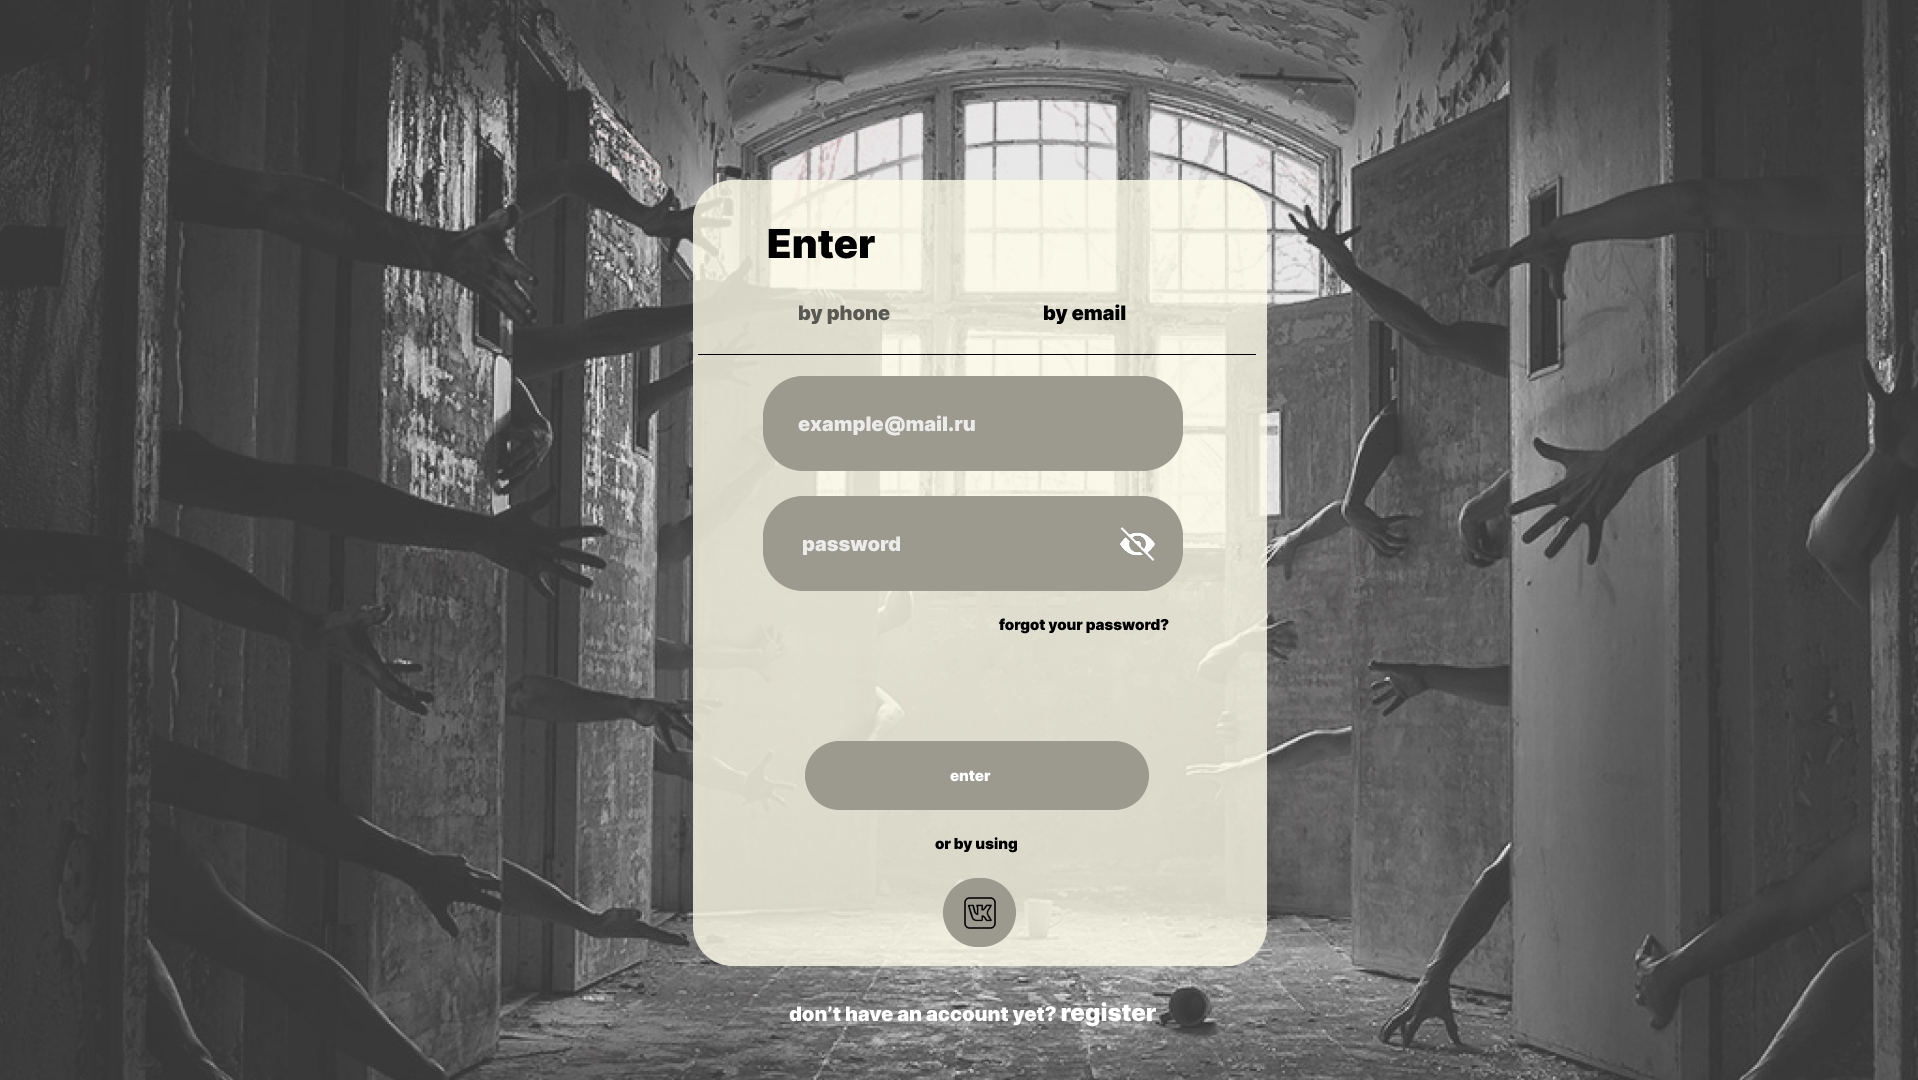 Enter
by phone
by email
example@mail.ru
password
forgot your password?
enter
or by using
VK
don’t have an account yet? register